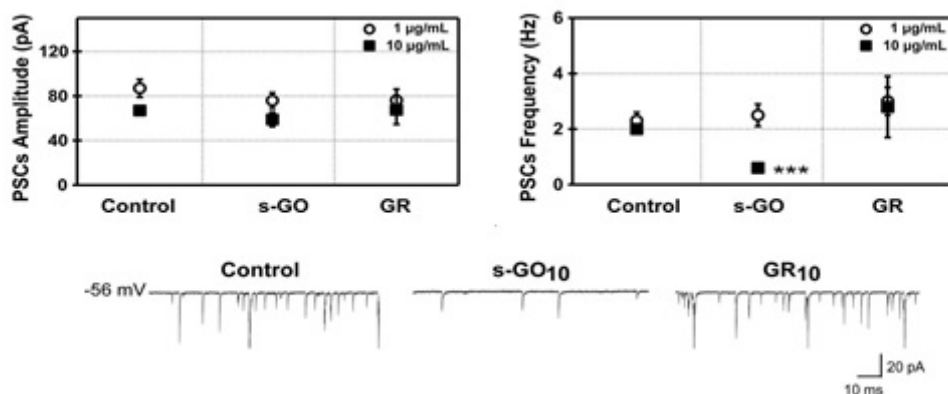 PSCs Amplitude (pA)
120
80
40
0
1 µg/mL
10 µg/mL
Control s-GO GR
PSCs Frequency (Hz)
6
4
2
0
1 µg/mL
10 µg/mL
***
Control s-GO GR
Control s-GO10 GR10
-56 mV
20 pA
10 ms